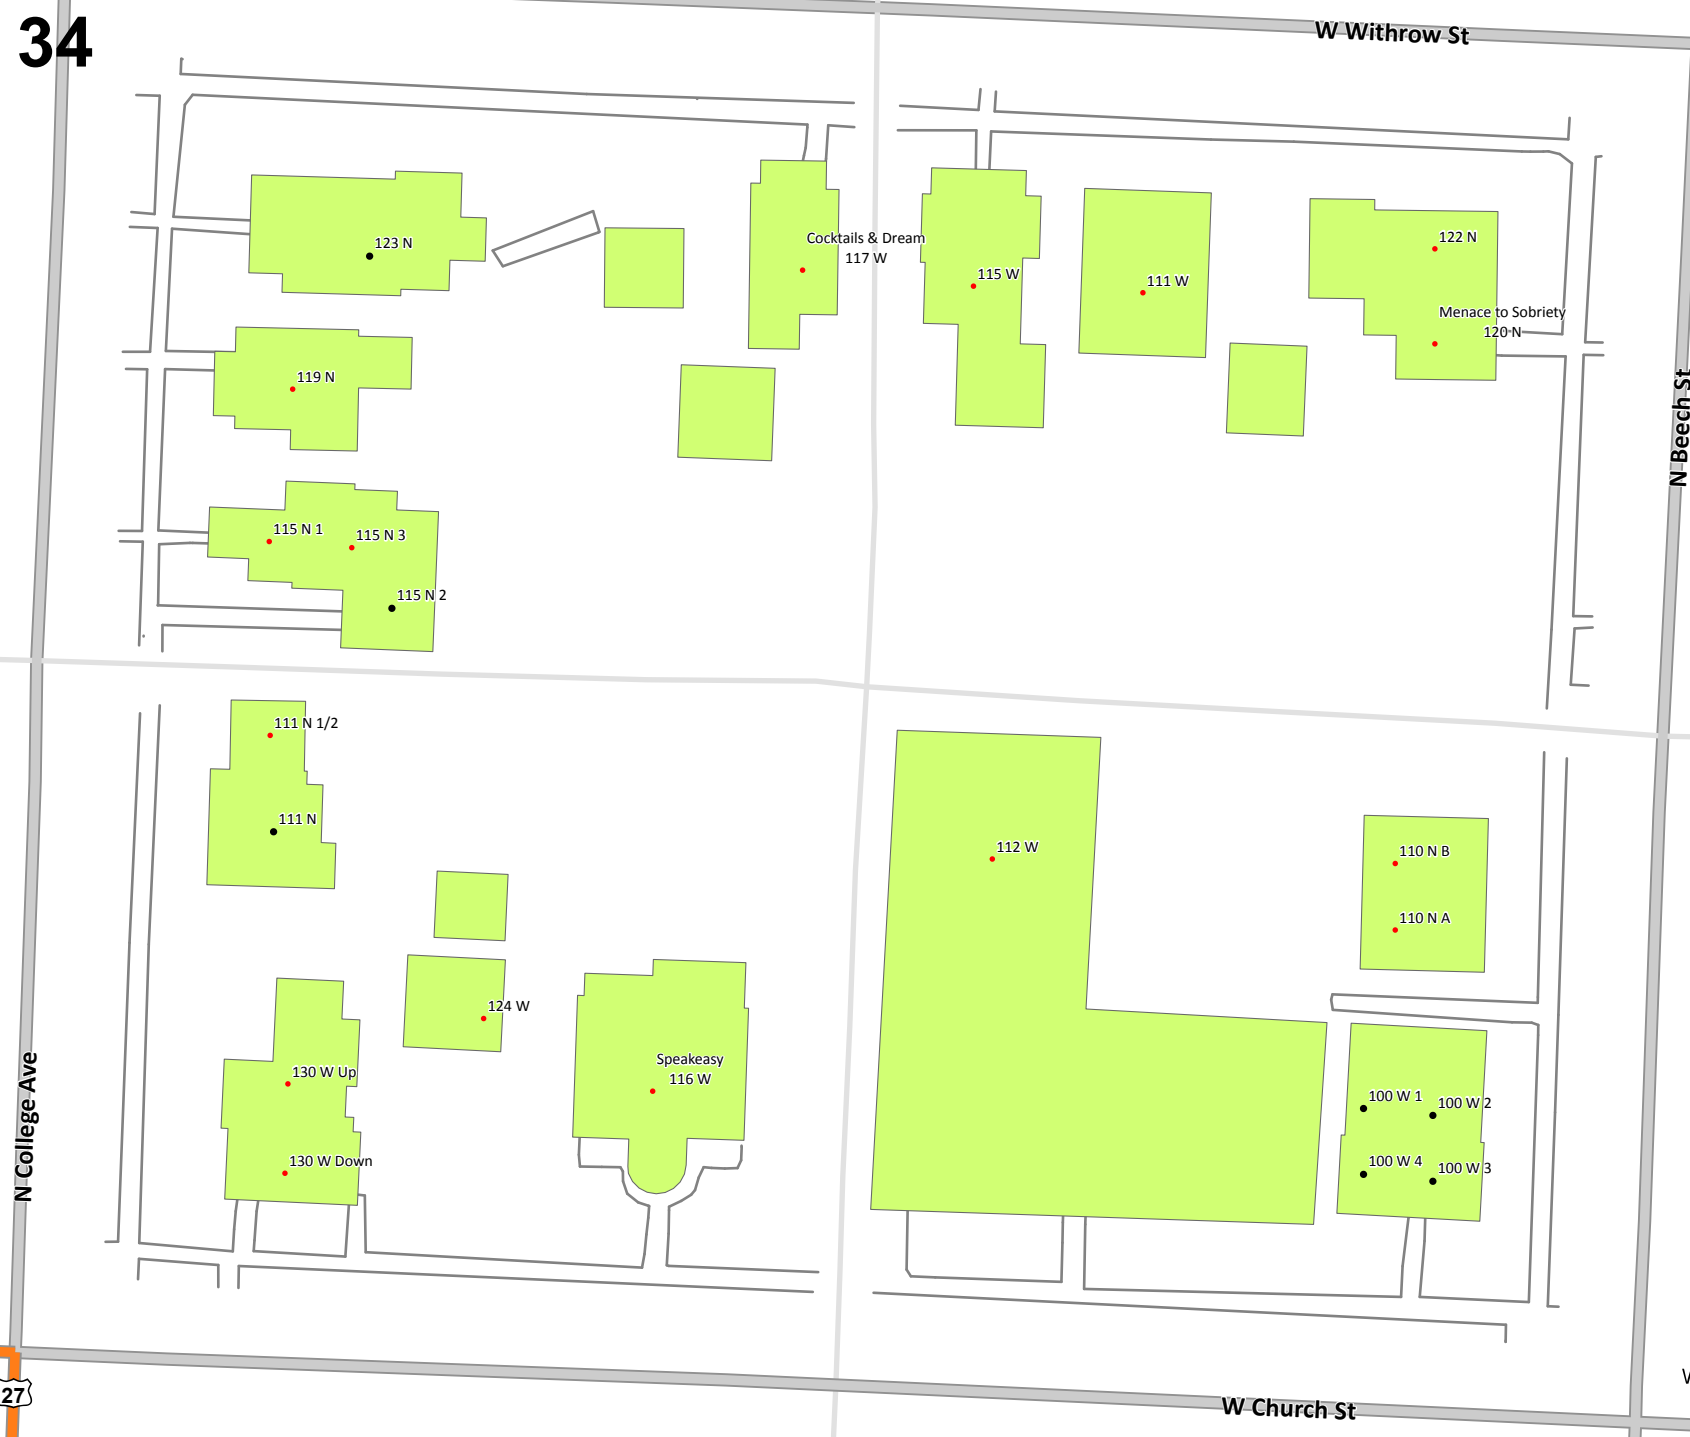 34
W Withrow St
123 N
Cocktails & Dream
117 W
115 W
111 W
122 N
Menace to Sobriety
120 N
119 N
N Beech St
115 N 1
115 N 3
115 N 2
111 N 1/2
111 N
112 W
110 N B
110 N A
124 W
Speakeasy
116 W
130 W Up
130 W Down
100 W 1
100 W 2
100 W 4
100 W 3
N College Ave
27
W Church St